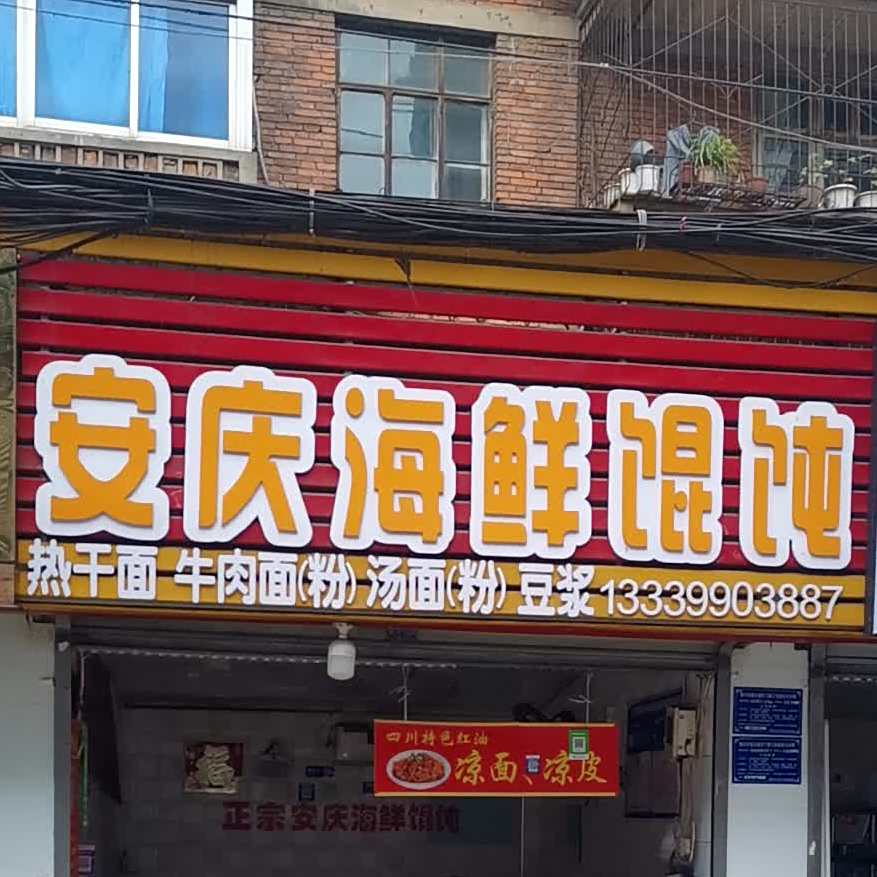 安庆海鲜馄饨
热干面 牛肉面(粉) 汤面(粉) 豆浆 13339903887
四川特色红油
凉面、凉皮
福
正宗安庆海鲜馄饨